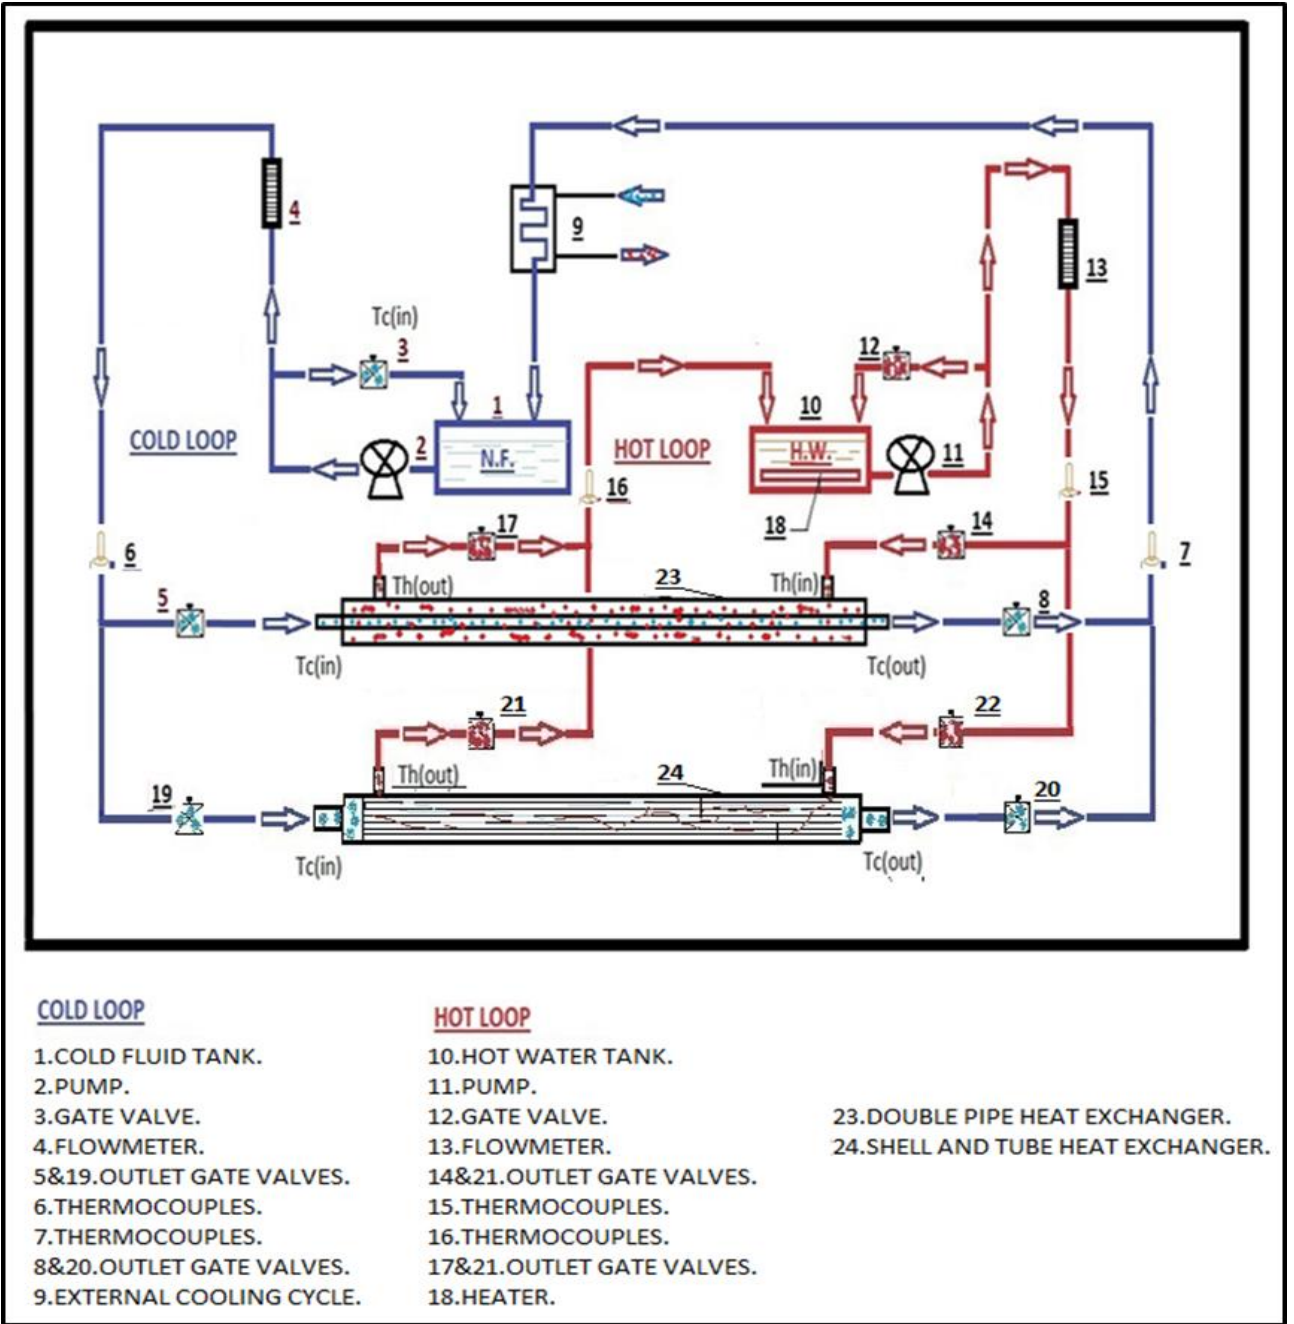 4
9
13
Tc(in)
3
12
1
10
COLD LOOP
2
N.F.
HOT LOOP
H.W.
11
16
15
18
17
14
6
7
Th(out)
23
Th(in)
5
8
Tc(in)
Tc(out)
21
22
Th(out)
24
Th(in)
19
20
Tc(in)
Tc(out)
COLD LOOP
1.COLD FLUID TANK.
2.PUMP.
3.GATE VALVE.
4.FLOWMETER.
5&19.OUTLET GATE VALVES.
6.THERMOCOUPLES.
7.THERMOCOUPLES.
8&20.OUTLET GATE VALVES.
9.EXTERNAL COOLING CYCLE.
HOT LOOP
10.HOT WATER TANK.
11.PUMP.
12.GATE VALVE.
13.FLOWMETER.
14&21.OUTLET GATE VALVES.
15.THERMOCOUPLES.
16.THERMOCOUPLES.
17&21.OUTLET GATE VALVES.
18.HEATER.
23.DOUBLE PIPE HEAT EXCHANGER.
24.SHELL AND TUBE HEAT EXCHANGER.